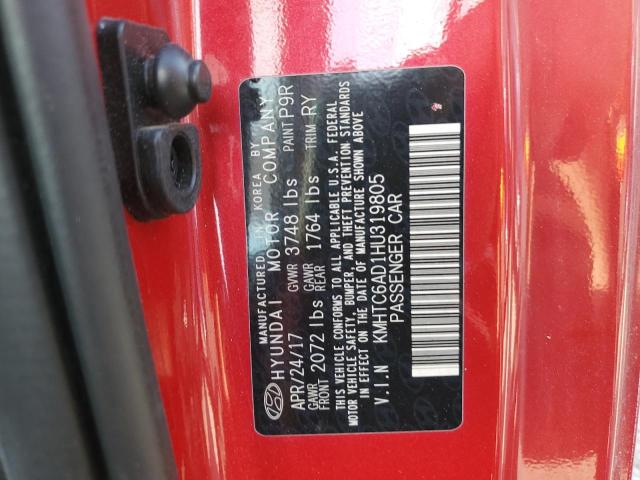 MANUFACTURED IN KOREA BY
HYUNDAI MOTOR COMPANY
APR/24/17 GVWR 3748 lbs PAINT P9R
GAWR FRONT 2072 lbs GAWR REAR 1764 lbs TRIM RY
THIS VEHICLE CONFORMS TO ALL APPLICABLE U.S.A. FEDERAL
MOTOR VEHICLE SAFETY, BUMPER, AND THEFT PREVENTION STANDARDS
IN EFFECT ON THE DATE OF MANUFACTURE SHOWN ABOVE
V.I.N KMHTC6AD1HU319805
PASSENGER CAR